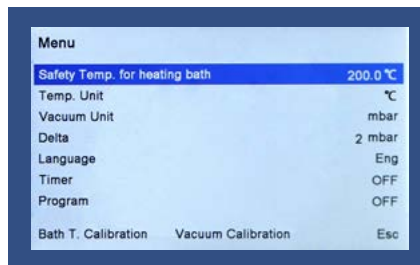 Menu
Safety Temp. for heating bath 200.0 ℃
Temp. Unit ℃
Vacuum Unit mbar
Delta 2 mbar
Language Eng
Timer OFF
Program OFF
Bath T. Calibration Vacuum Calibration Esc